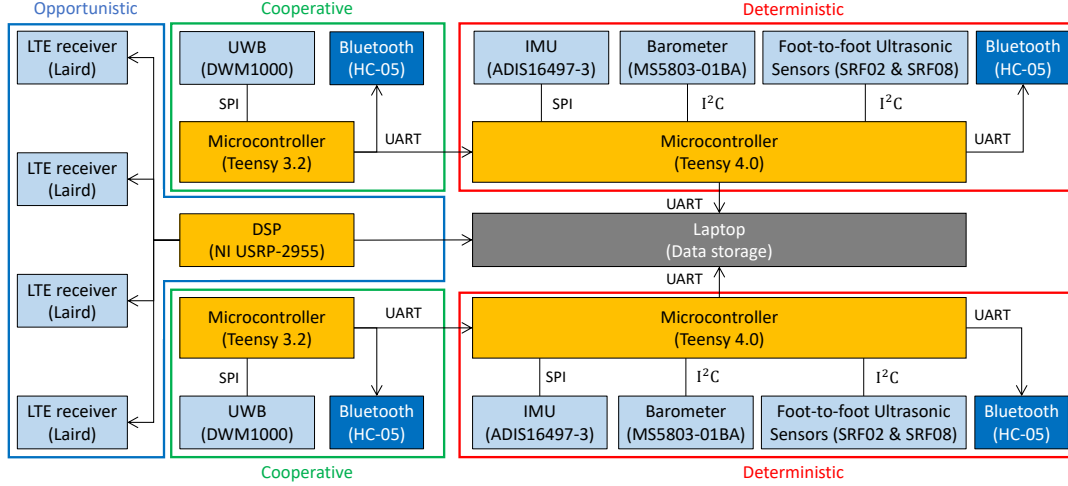 Opportunistic
Cooperative
Deterministic
LTE receiver
(Laird)
UWB
(DWM1000)
Bluetooth
(HC-05)
IMU
(ADIS16497-3)
Barometer
(MS5803-01BA)
Foot-to-foot Ultrasonic
Sensors (SRF02 & SRF08)
Bluetooth
(HC-05)
SPI
SPI
I²C
I²C
Microcontroller
(Teensy 3.2)
UART
Microcontroller
(Teensy 4.0)
UART
LTE receiver
(Laird)
UART
DSP
(NI USRP-2955)
Laptop
(Data storage)
UART
LTE receiver
(Laird)
Microcontroller
(Teensy 3.2)
UART
Microcontroller
(Teensy 4.0)
UART
SPI
SPI
I²C
I²C
LTE receiver
(Laird)
UWB
(DWM1000)
Bluetooth
(HC-05)
IMU
(ADIS16497-3)
Barometer
(MS5803-01BA)
Foot-to-foot Ultrasonic
Sensors (SRF02 & SRF08)
Bluetooth
(HC-05)
Cooperative
Deterministic